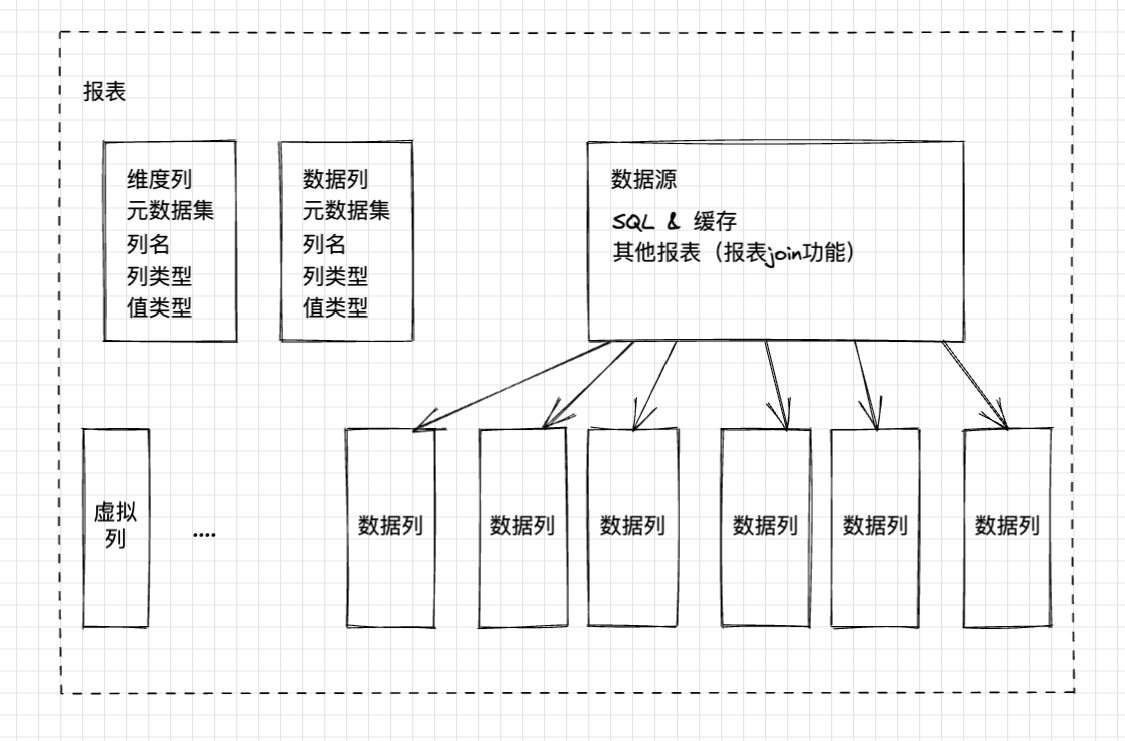 报表
维度列
元数据集
列名
列类型
值类型
数据列
元数据集
列名
列类型
值类型
数据源
SQL & 缓存
其他报表（报表join功能）
虚拟
列
....
数据列
数据列
数据列
数据列
数据列
数据列